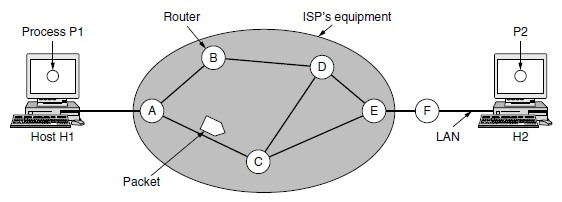 Router
ISP's equipment
Process P1
P2
B
D
A
E
F
C
Host H1
LAN
H2
Packet